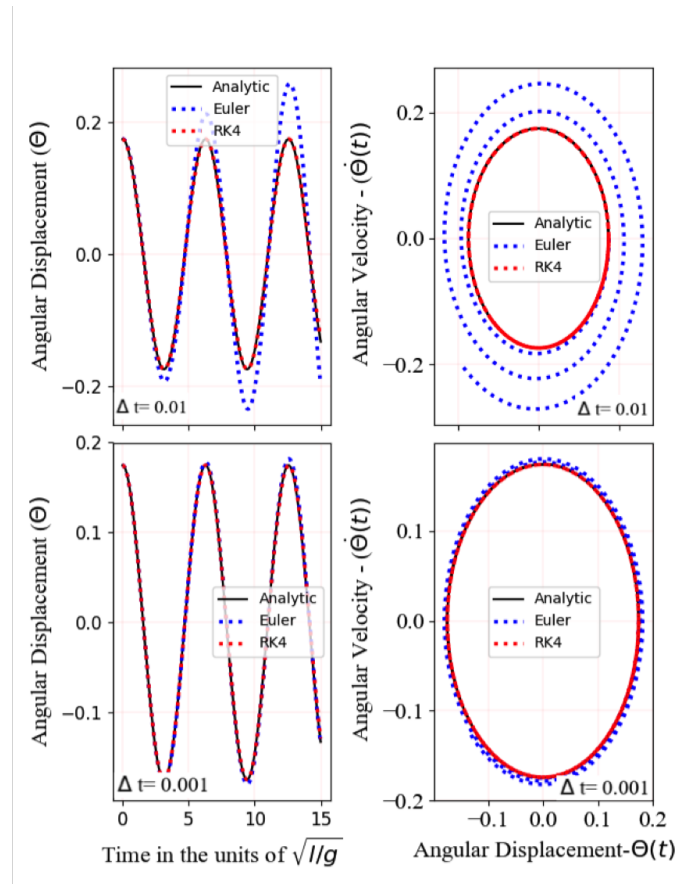 Angular Displacement (Θ)
0.2
0.0
−0.2
Analytic
Euler
RK4
Δ t= 0.01
Angular Velocity - (Θ̇(t))
0.2
0.0
−0.2
Analytic
Euler
RK4
Δ t= 0.01
Angular Displacement (Θ)
0.2
0.1
0.0
−0.1
Analytic
Euler
RK4
Δ t= 0.001
0 5 10 15
Time in the units of √l/g
Angular Velocity - (Θ̇(t))
0.1
0.0
−0.1
−0.2
Analytic
Euler
RK4
Δ t= 0.001
−0.1 0.0 0.1 0.2
Angular Displacement-Θ(t)